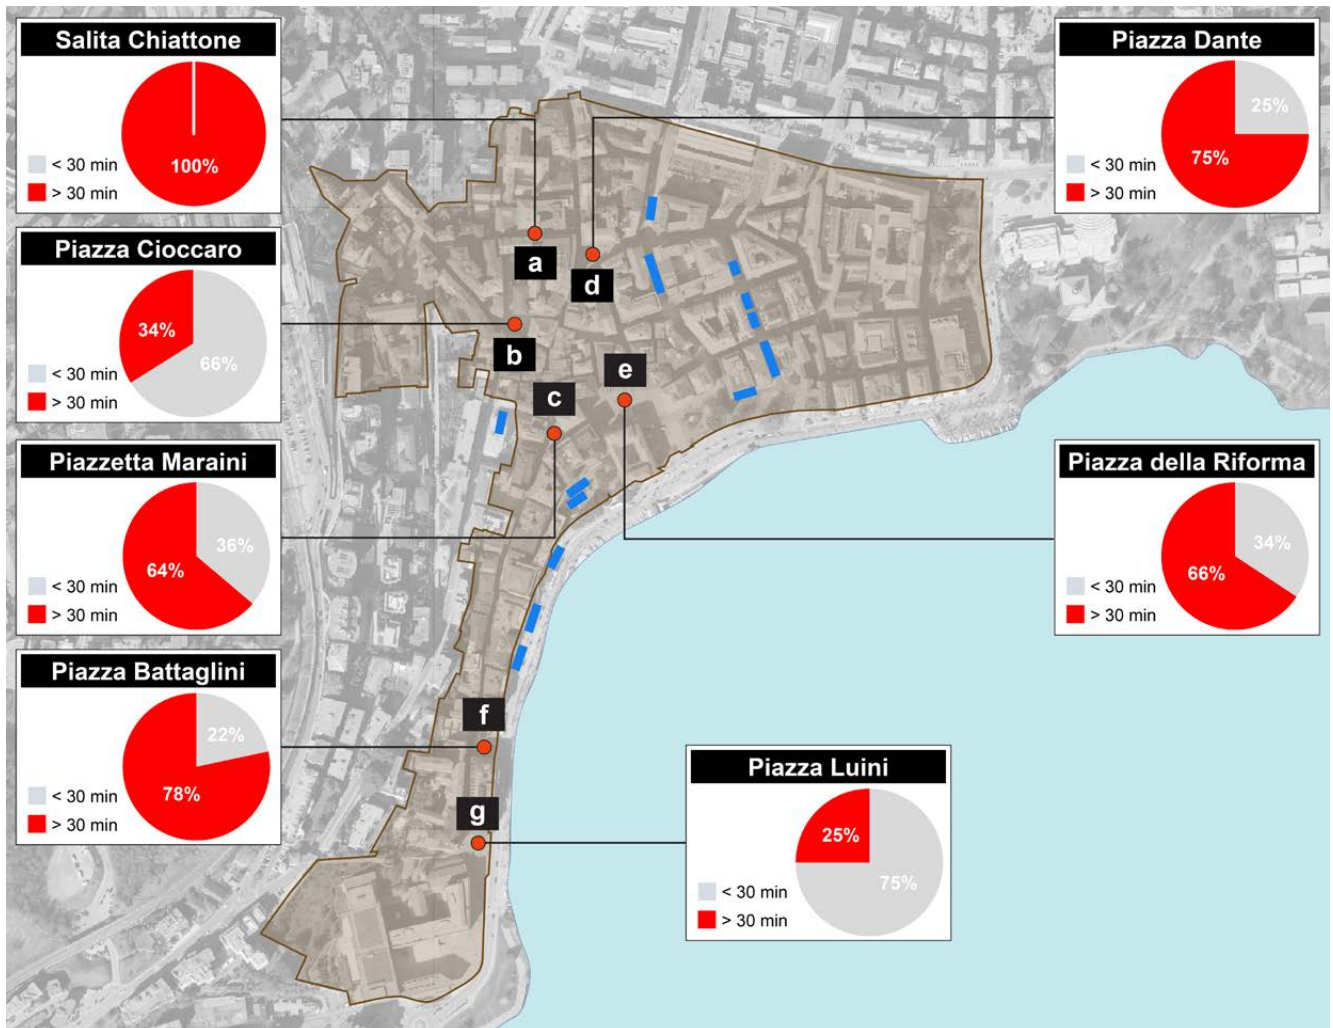 Salita Chiattone
100%
< 30 min
> 30 min
Piazza Dante
25%
75%
< 30 min
> 30 min
Piazza Cioccaro
34%
66%
< 30 min
> 30 min
a
d
b
e
c
Piazzetta Maraini
36%
64%
< 30 min
> 30 min
Piazza della Riforma
34%
66%
< 30 min
> 30 min
Piazza Battaglini
22%
78%
< 30 min
> 30 min
f
g
Piazza Luini
25%
75%
< 30 min
> 30 min